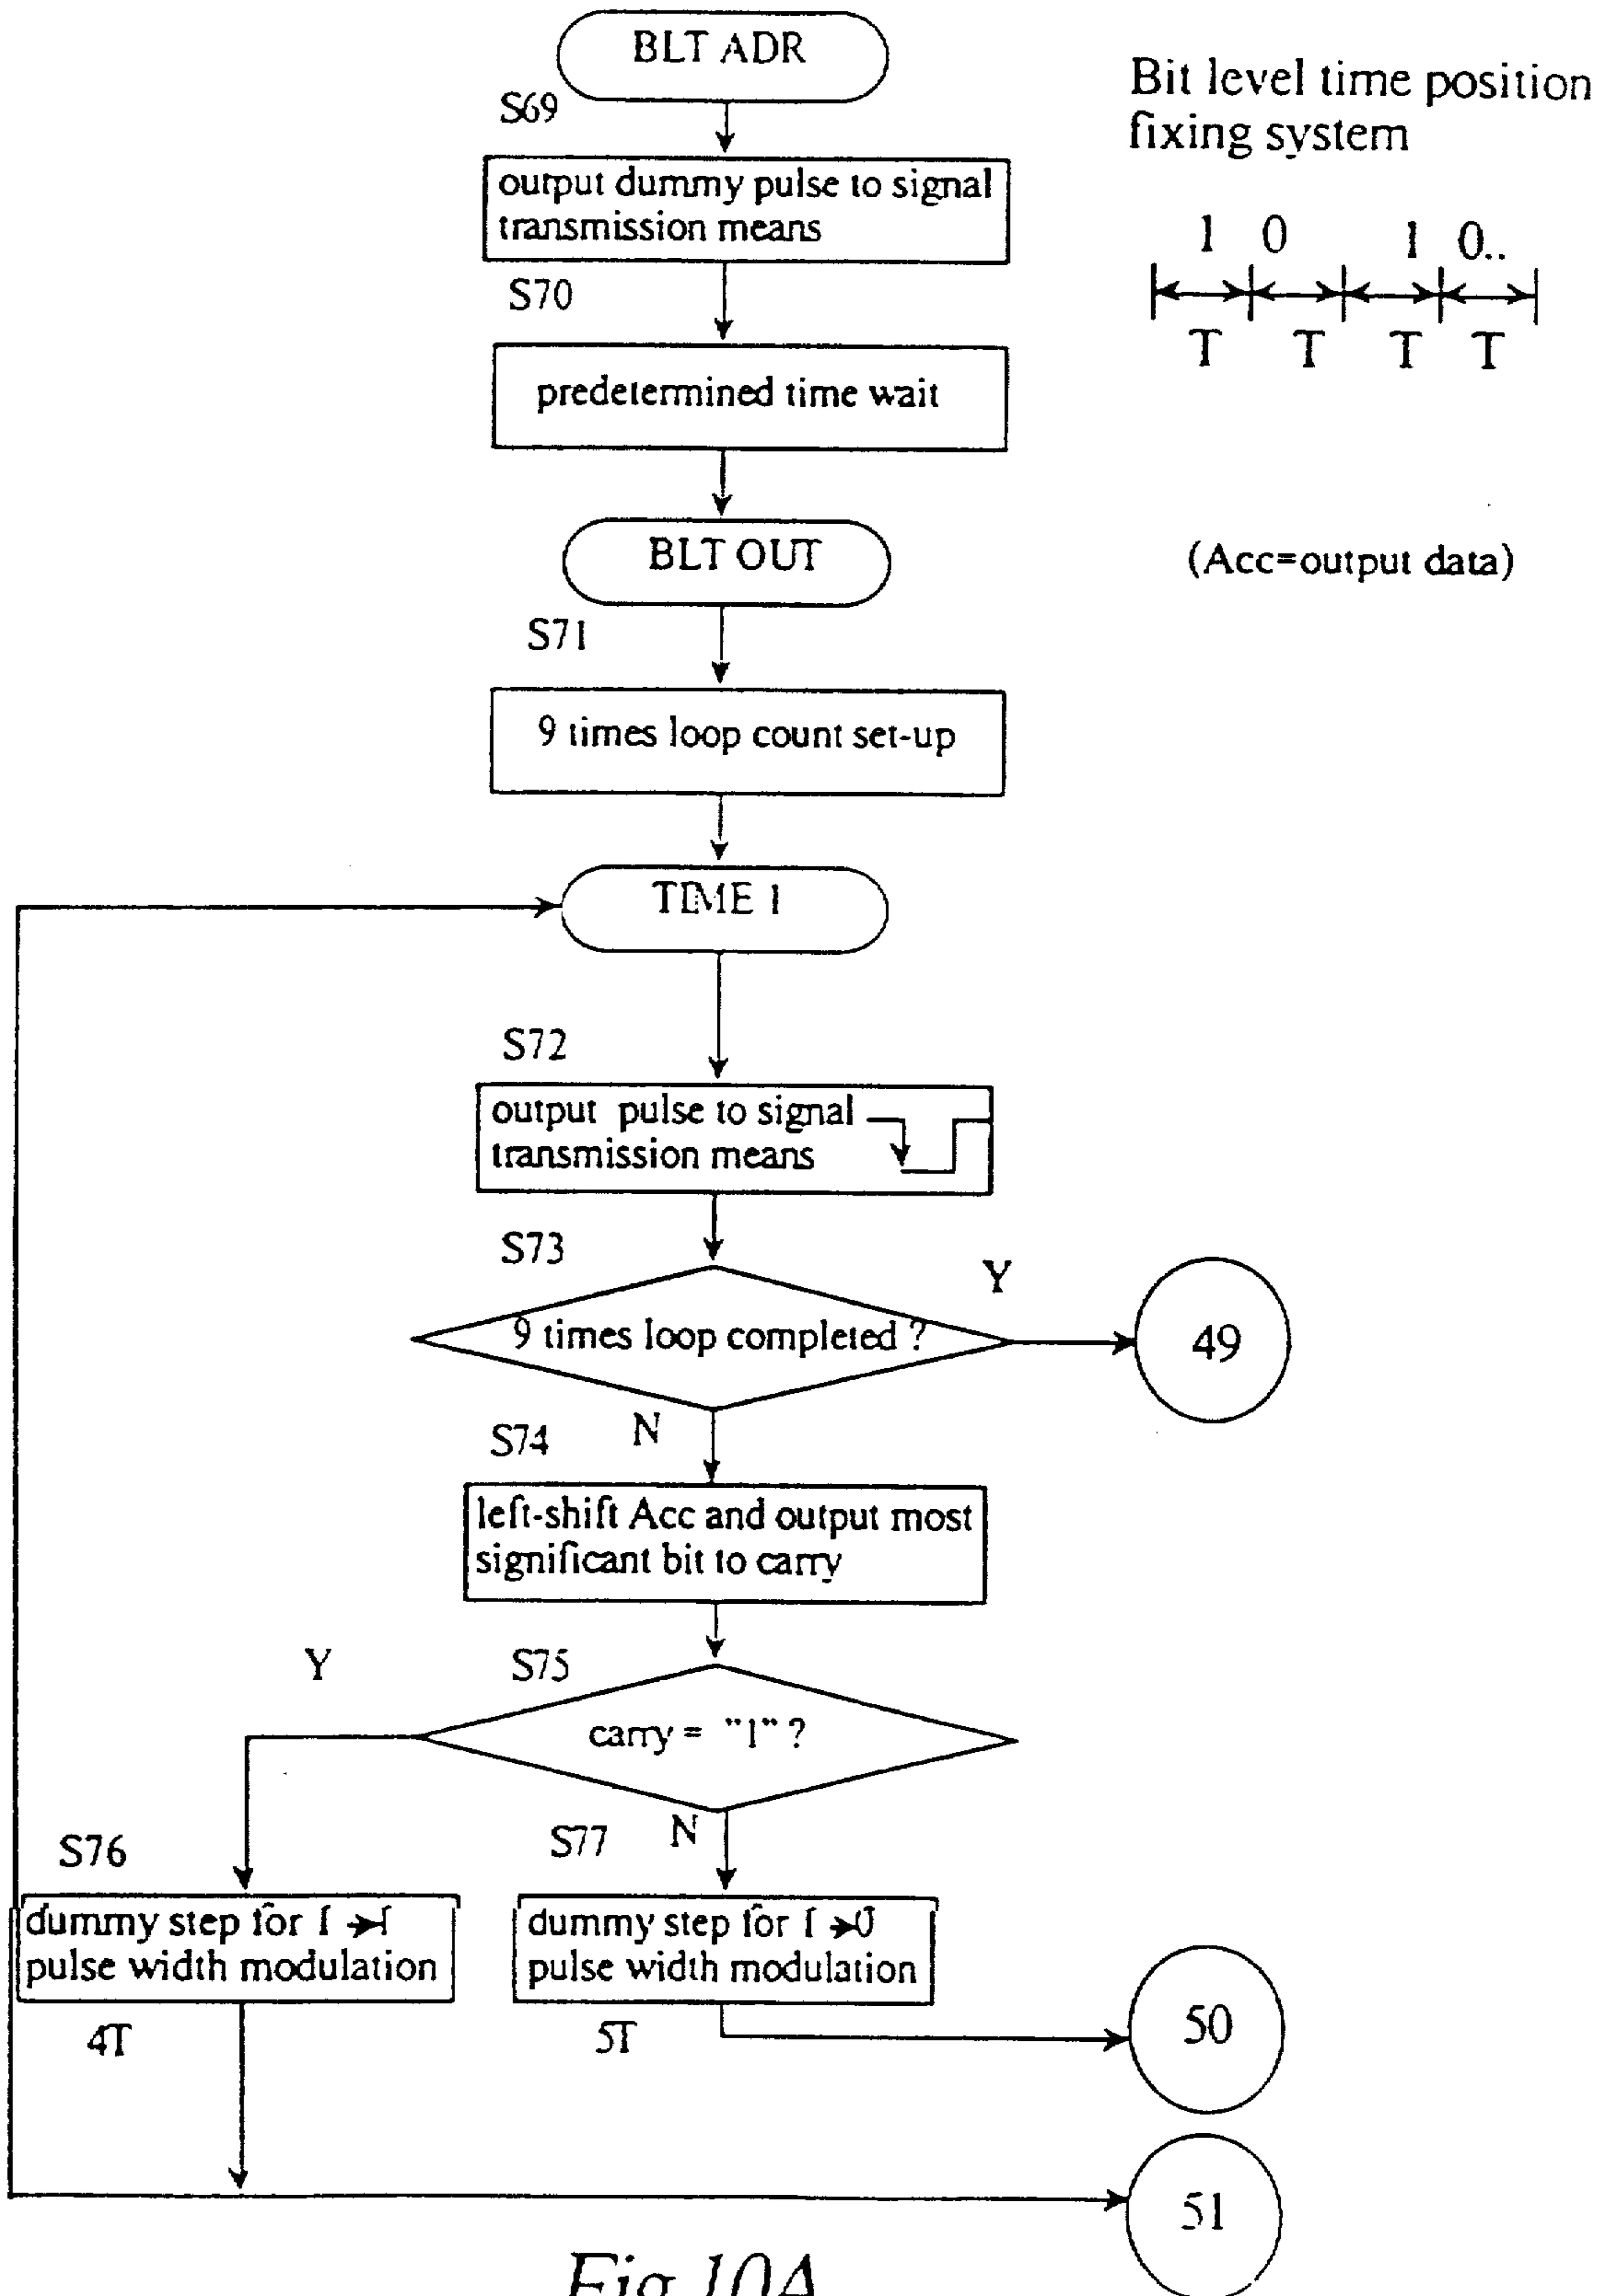 BLT ADR
Bit level time position
fixing system
S69
output dummy pulse to signal
transmission means
1 0 1 0..
T T T T
S70
predetermined time wait
BLT OUT
(Acc=output data)
S71
9 times loop count set-up
TIME 1
S72
output pulse to signal
transmission means
S73
Y
9 times loop completed ?
49
N
S74
left-shift Acc and output most
significant bit to carry
Y
S75
carry = "1" ?
S76
S77
N
dummy step for 1 → 1
pulse width modulation
dummy step for 1 → 0
pulse width modulation
4T
5T
50
51
Fig.10A